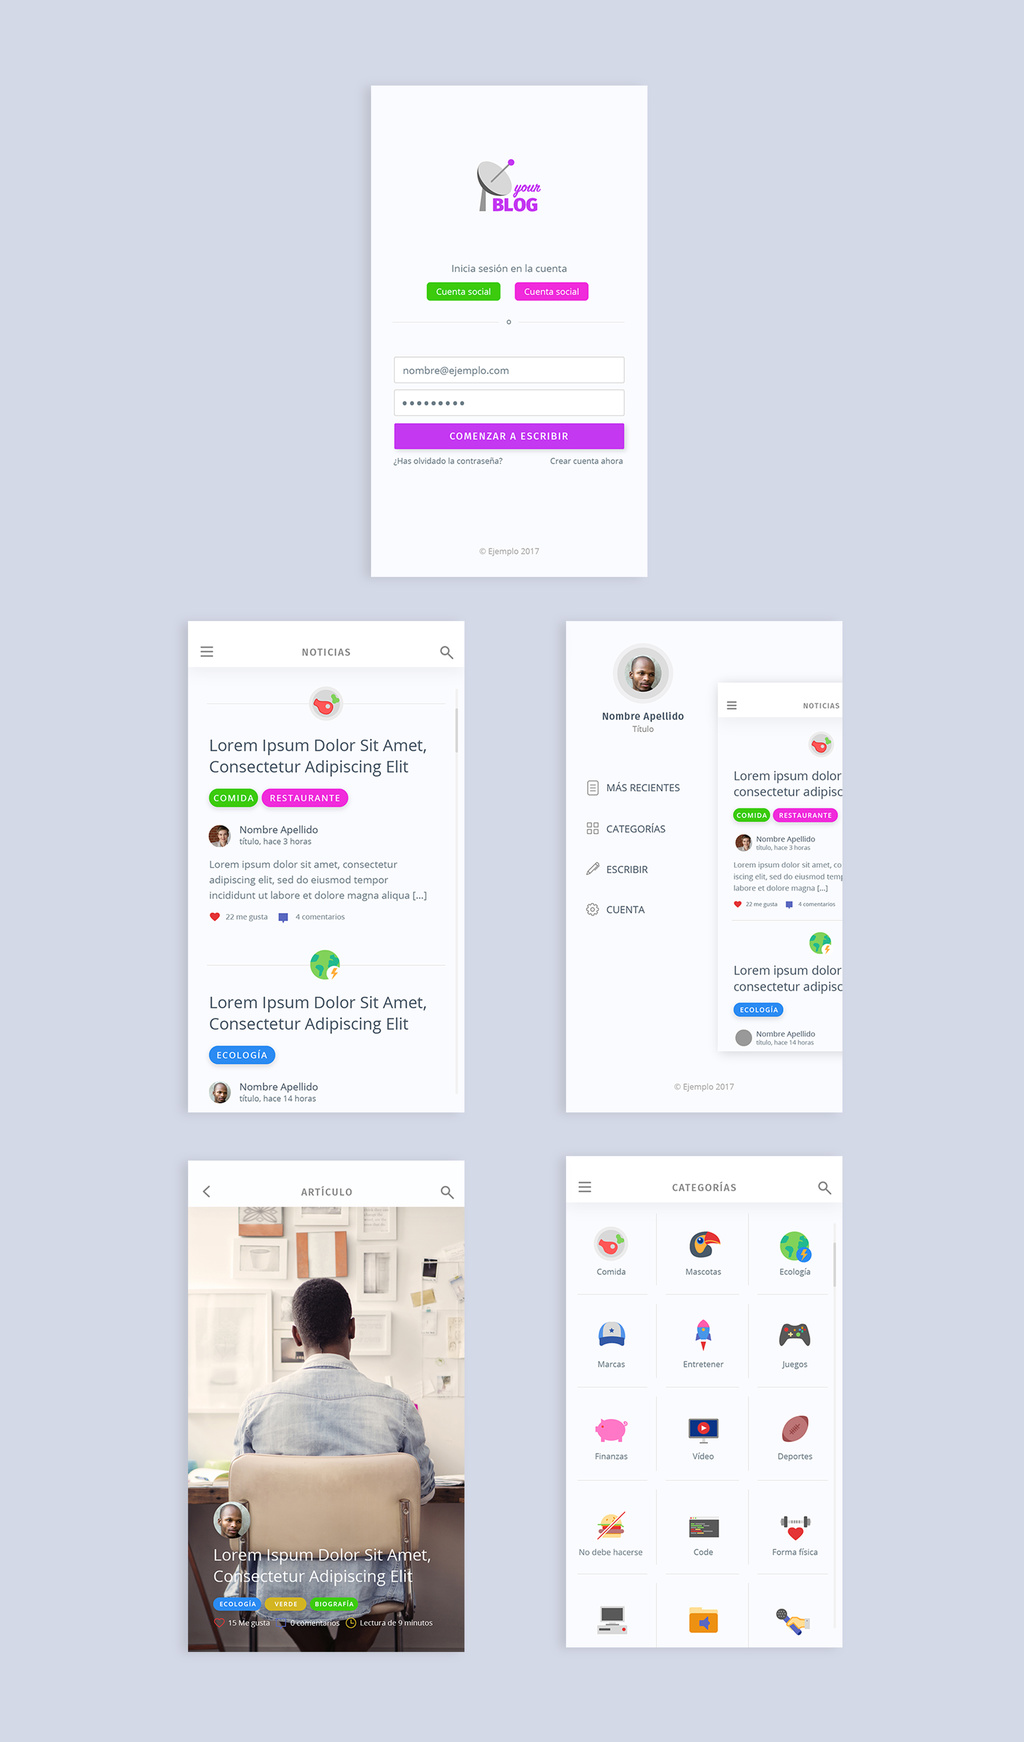 your
BLOG
Inicia sesión en la cuenta
Cuenta social
Cuenta social
o
nombre@ejemplo.com
COMENZAR A ESCRIBIR
¿Has olvidado la contraseña?
Crear cuenta ahora
© Ejemplo 2017
NOTICIAS
Lorem Ipsum Dolor Sit Amet,
Consectetur Adipiscing Elit
COMIDA
RESTAURANTE
Nombre Apellido
título, hace 3 horas
Lorem ipsum dolor sit amet, consectetur
adipiscing elit, sed do eiusmod tempor
incididunt ut labore et dolore magna aliqua [...]
22 me gusta
4 comentarios
Lorem Ipsum Dolor Sit Amet,
Consectetur Adipiscing Elit
ECOLOGÍA
Nombre Apellido
título, hace 14 horas
Nombre Apellido
Título
MÁS RECIENTES
CATEGORÍAS
ESCRIBIR
CUENTA
NOTICIAS
Lorem ipsum dolor
consectetur adipisc
COMIDA
RESTAURANTE
Nombre Apellido
título, hace 3 horas
Lorem ipsum dolor sit amet, co
iscing elit, sed do eiusmod temp
labore et dolore magna [...]
22 me gusta
4 comentarios
Lorem ipsum dolor
consectetur adipisc
ECOLOGÍA
Nombre Apellido
título, hace 14 horas
© Ejemplo 2017
ARTÍCULO
Lorem Ispum Dolor Sit Amet,
Consectetur Adipiscing Elit
ECOLOGÍA
VERDE
BIOGRAFÍA
15 Me gusta
0 comentarios
Lectura de 9 minutos
CATEGORÍAS
Comida
Mascotas
Ecología
Marcas
Entretener
Juegos
Finanzas
Vídeo
Deportes
No debe hacerse
Code
Forma física